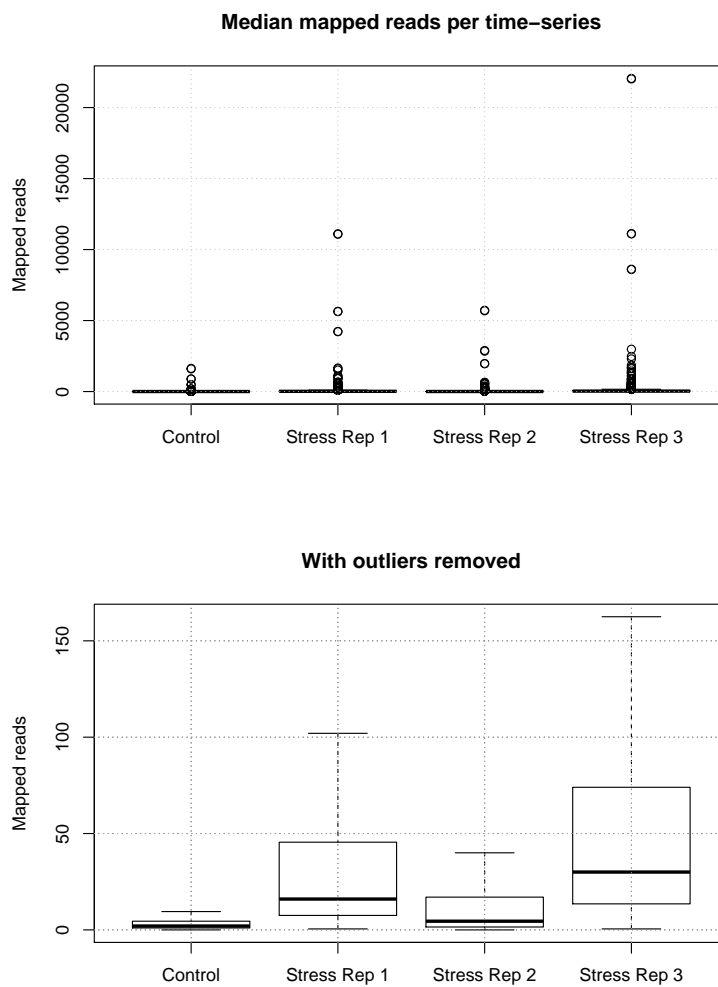 Median mapped reads per time−series
Mapped reads
20000
15000
10000
5000
0
Control
Stress Rep 1
Stress Rep 2
Stress Rep 3
With outliers removed
Mapped reads
150
100
50
0
Control
Stress Rep 1
Stress Rep 2
Stress Rep 3